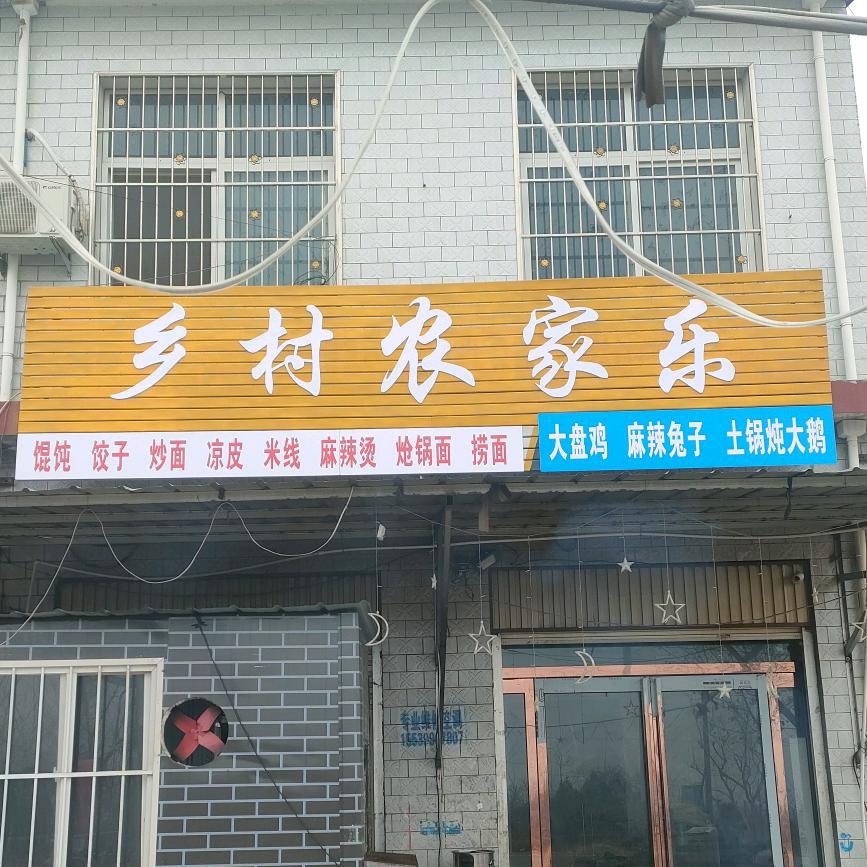 乡村农家乐
馄饨 饺子 炒面 凉皮 米线 麻辣烫 炝锅面 捞面
大盘鸡 麻辣兔子 土锅炖大鹅